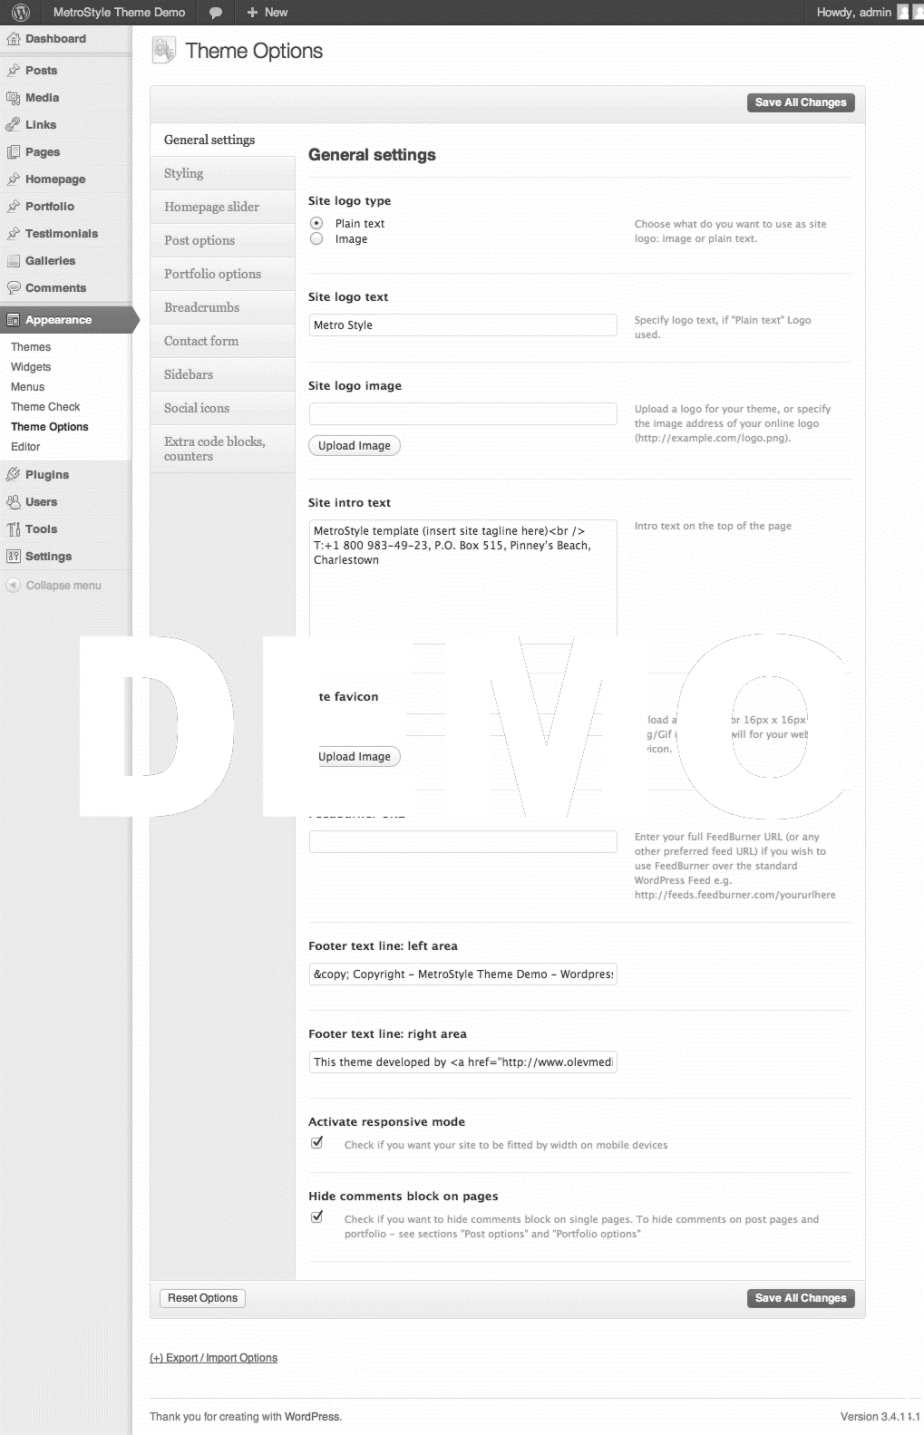 MetroStyle Theme Demo + New Howdy, admin
Dashboard
Posts
Media
Links
Pages
Homepage
Portfolio
Testimonials
Galleries
Comments
Appearance
Themes
Widgets
Menus
Theme Check
Theme Options
Editor
Plugins
Users
Tools
Settings
Collapse menu
Theme Options
Save All Changes
General settings
Styling
Homepage slider
Post options
Portfolio options
Breadcrumbs
Contact form
Sidebars
Social icons
Extra code blocks,
counters
General settings
Site logo type
Plain text
Image
Choose what do you want to use as site
logo: image or plain text.
Site logo text
Metro Style
Specify logo text, if "Plain text" Logo
used.
Site logo image
Upload Image
Upload a logo for your theme, or specify
the image address of your online logo
(http://example.com/logo.png).
Site intro text
MetroStyle template (insert site tagline here)<br />
T:+1 800 983-49-23, P.O. Box 515, Pinney's Beach,
Charlestown
Intro text on the top of the page
DEMO
te favicon
Upload Image
load a or 16px x 16px
g/Gif will for your web
icon.
Enter your full FeedBurner URL (or any
other preferred feed URL) if you wish to
use FeedBurner over the standard
WordPress Feed e.g.
http://feeds.feedburner.com/yoururlhere
Footer text line: left area
&copy; Copyright - MetroStyle Theme Demo - Wordpres
Footer text line: right area
This theme developed by <a href="http://www.olevmedi
Activate responsive mode
Check if you want your site to be fitted by width on mobile devices
Hide comments block on pages
Check if you want to hide comments block on single pages. To hide comments on post pages and
portfolio - see sections "Post options" and "Portfolio options"
Reset Options
Save All Changes
(+) Export / Import Options
Thank you for creating with WordPress. Version 3.4.1